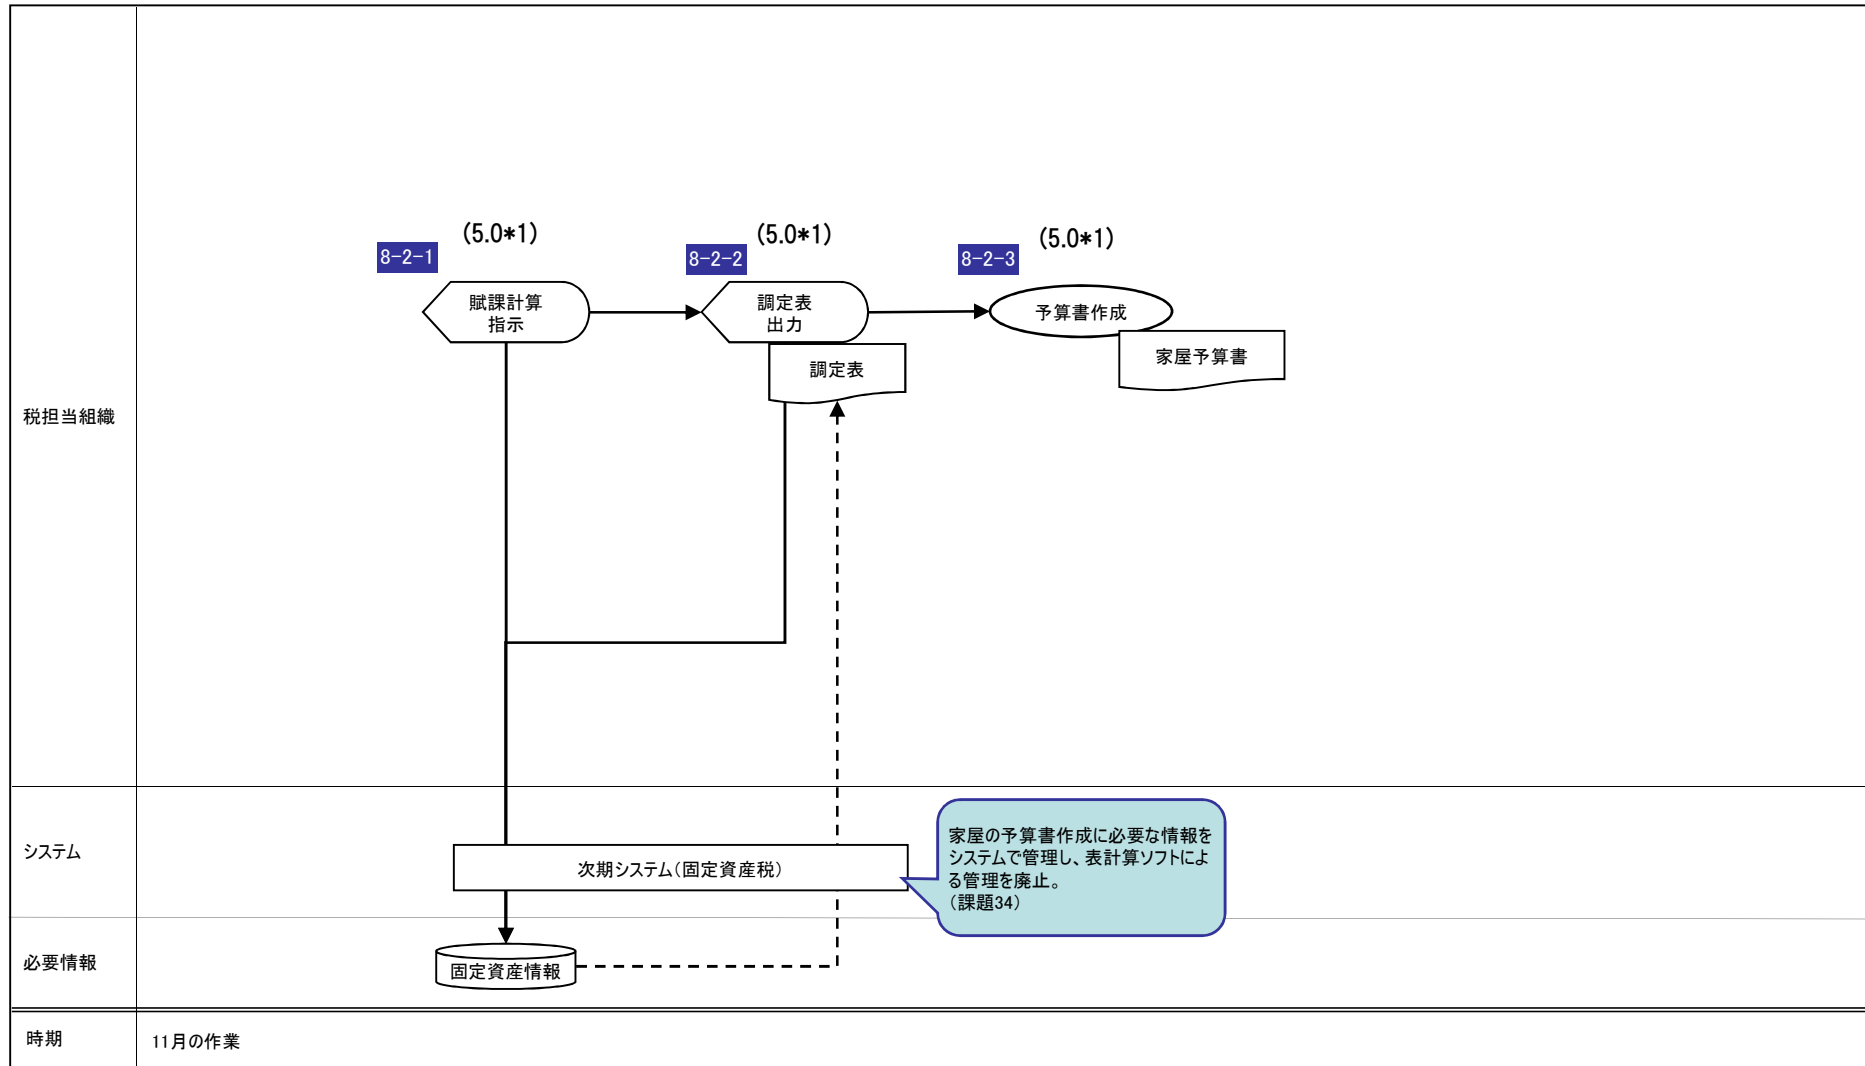 税担当組織
8-2-1
(5.0*1)
賦課計算
指示
8-2-2
(5.0*1)
調定表
出力
調定表
8-2-3
(5.0*1)
予算書作成
家屋予算書
システム
次期システム(固定資産税)
家屋の予算書作成に必要な情報を
システムで管理し、表計算ソフトによ
る管理を廃止。
(課題34)
必要情報
固定資産情報
時期
11月の作業